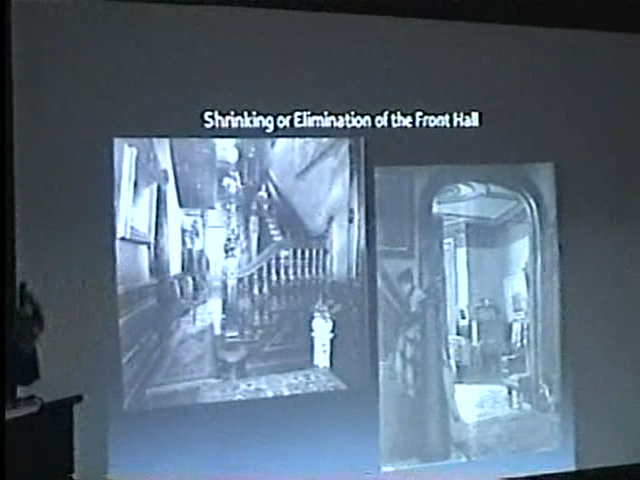 Shrinking or Elimination of the Front Hall